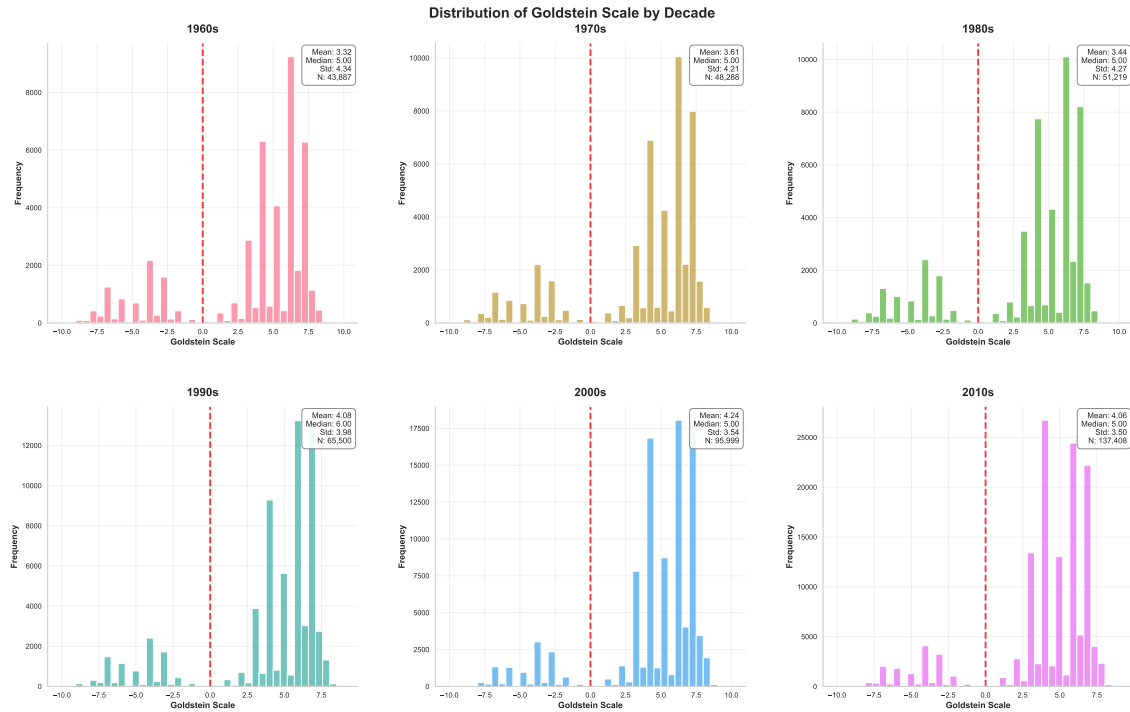 Distribution of Goldstein Scale by Decade
1960s
Mean: 3.32
Median: 5.00
Std: 4.34
N: 43,887
Frequency
8000
6000
4000
2000
0
−10.0 −7.5 −5.0 −2.5 0.0 2.5 5.0 7.5 10.0
Goldstein Scale
1970s
Mean: 3.61
Median: 5.00
Std: 4.21
N: 48,288
Frequency
10000
8000
6000
4000
2000
0
−10.0 −7.5 −5.0 −2.5 0.0 2.5 5.0 7.5 10.0
Goldstein Scale
1980s
Mean: 3.44
Median: 5.00
Std: 4.27
N: 51,219
Frequency
10000
8000
6000
4000
2000
0
−10.0 −7.5 −5.0 −2.5 0.0 2.5 5.0 7.5 10.0
Goldstein Scale
1990s
Mean: 4.08
Median: 6.00
Std: 3.98
N: 65,500
Frequency
12000
10000
8000
6000
4000
2000
0
−10.0 −7.5 −5.0 −2.5 0.0 2.5 5.0 7.5
Goldstein Scale
2000s
Mean: 4.24
Median: 5.00
Std: 3.54
N: 95,999
Frequency
17500
15000
12500
10000
7500
5000
2500
0
−10.0 −7.5 −5.0 −2.5 0.0 2.5 5.0 7.5 10.0
Goldstein Scale
2010s
Mean: 4.06
Median: 5.00
Std: 3.50
N: 137,408
Frequency
25000
20000
15000
10000
5000
0
−10.0 −7.5 −5.0 −2.5 0.0 2.5 5.0 7.5
Goldstein Scale